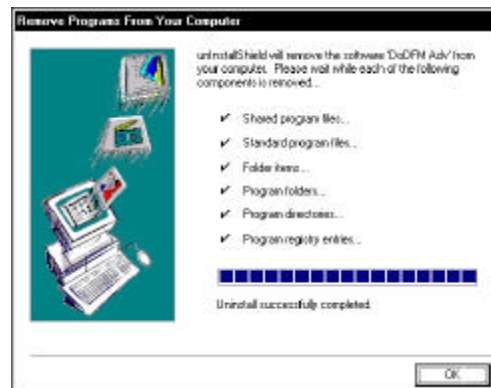 Remove Programs From Your Computer
unInstallShield will remove the software 'DoDFM Adv' from
your computer. Please wait while each of the following
components is removed...
Shared program files...
Standard program files...
Folder items...
Program folders...
Program directories...
Program registry entries...
Uninstall successfully completed.
OK